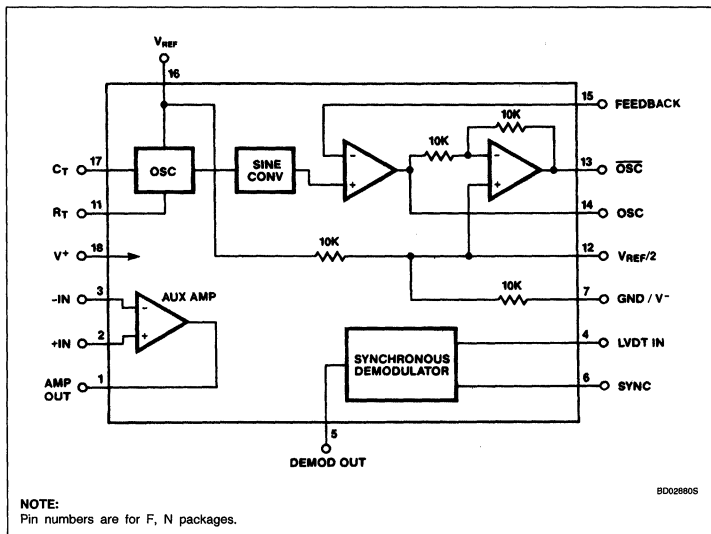 VREF
16
15 FEEDBACK
10K
10K
CT 17
OSC
SINE
CONV
-
+
-
+
13 OSC
RT 11
14 OSC
V+ 18
10K
12 VREF/2
-IN 3
AUX AMP
-
+
10K
7 GND / V-
+IN 2
SYNCHRONOUS
DEMODULATOR
4 LVDT IN
AMP
OUT
1
6 SYNC
5
DEMOD OUT
BD02880S
NOTE:
Pin numbers are for F, N packages.